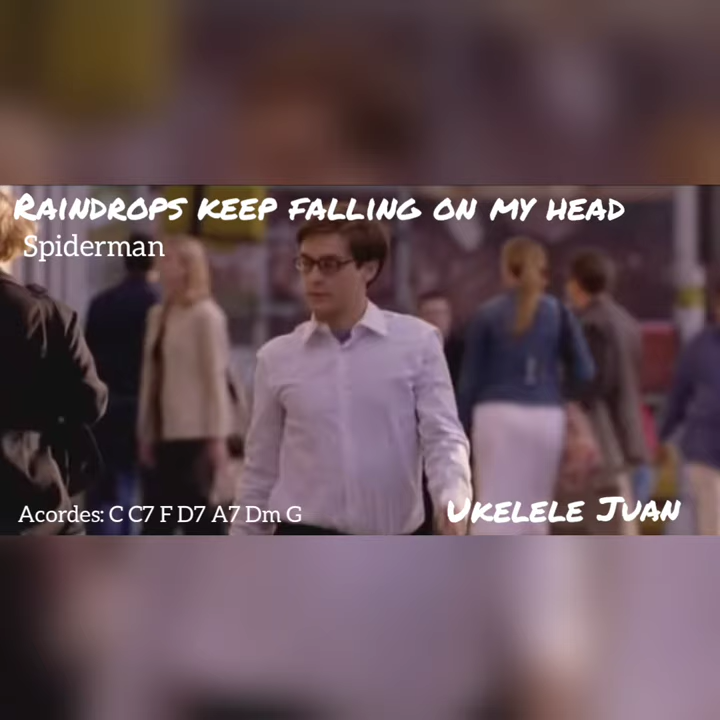 Raindrops keep falling on my head
Spiderman
Acordes: C C7 F D7 A7 Dm G
Ukelele Juan